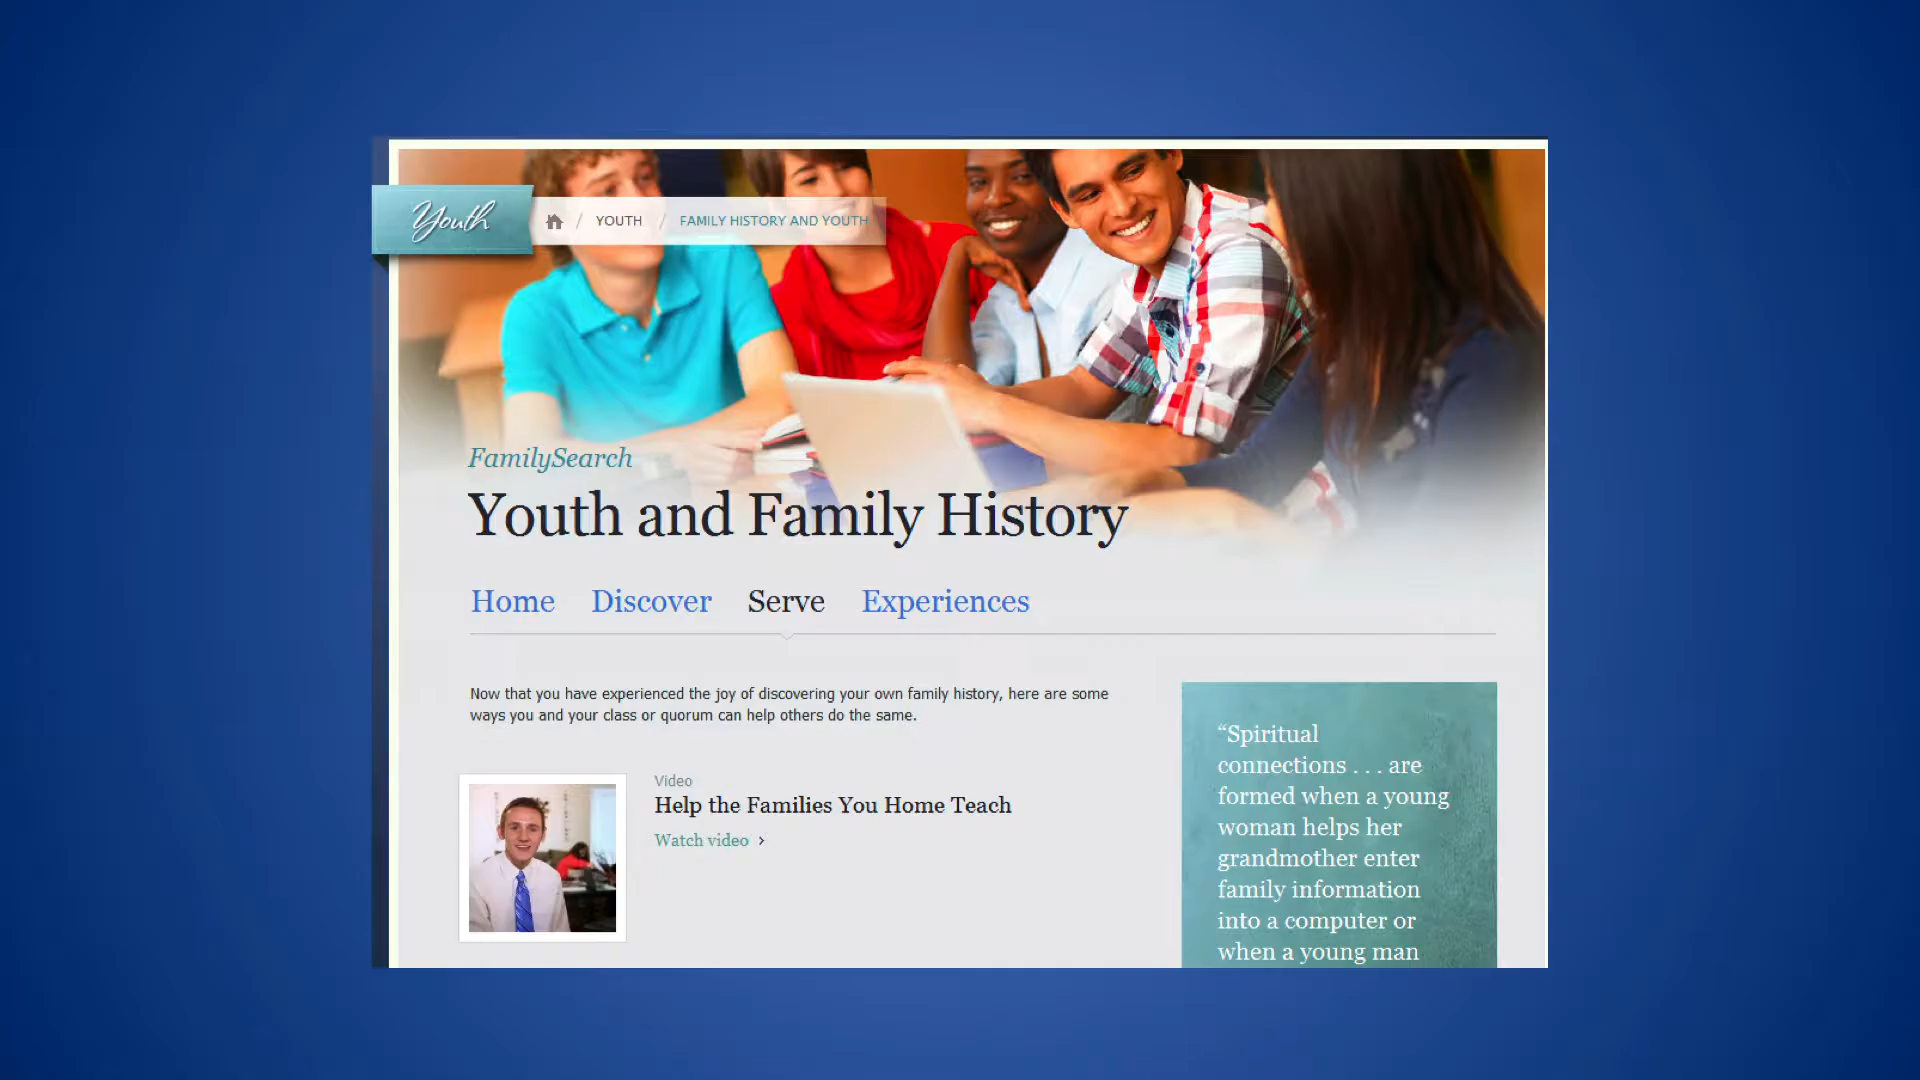 Youth
YOUTH / FAMILY HISTORY AND YOUTH
FamilySearch
Youth and Family History
Home Discover Serve Experiences
Now that you have experienced the joy of discovering your own family history, here are some
ways you and your class or quorum can help others do the same.
Video
Help the Families You Home Teach
Watch video ›
“Spiritual
connections . . . are
formed when a young
woman helps her
grandmother enter
family information
into a computer or
when a young man